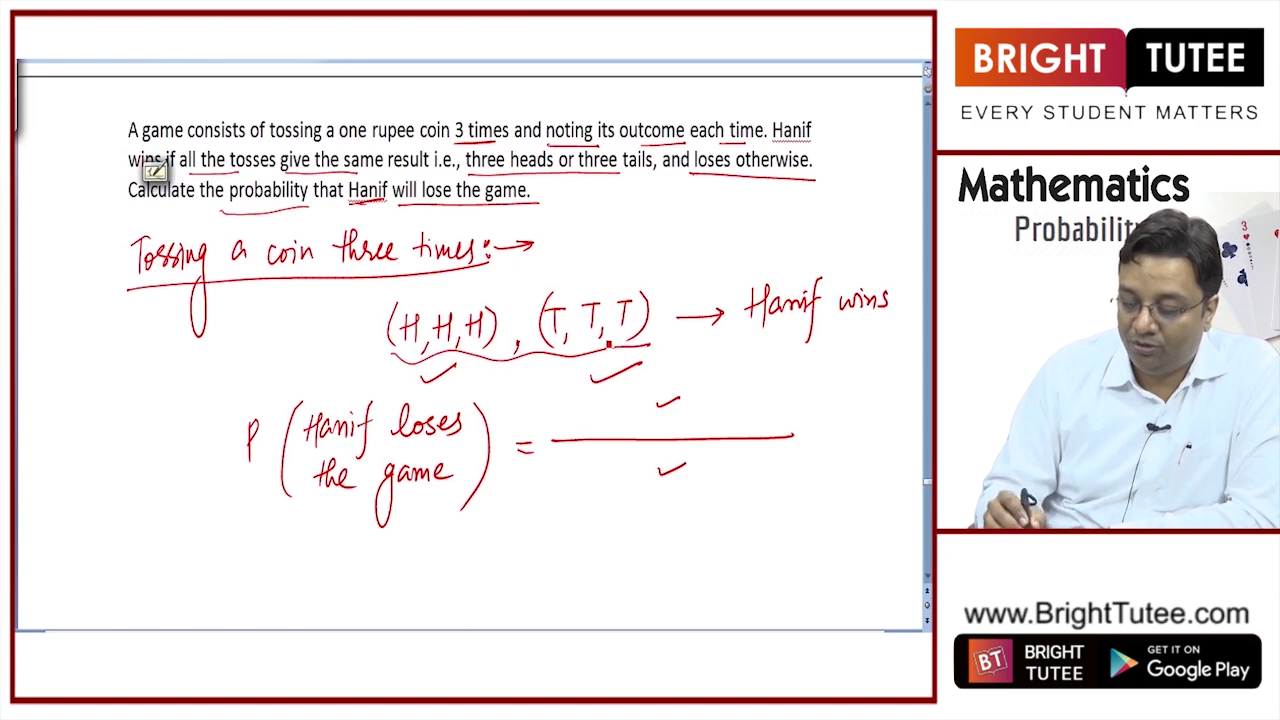 A game consists of tossing a one rupee coin 3 times and noting its outcome each time. Hanif
wins if all the tosses give the same result i.e., three heads or three tails, and loses otherwise.
Calculate the probability that Hanif will lose the game.
Tossing a coin three times:→
(H,H,H), (T,T,T) → Hanif wins
P (Hanif loses
the game) =
BRIGHT TUTEE
EVERY STUDENT MATTERS
Mathematics
Probability
3
www.BrightTutee.com
BT
BRIGHT
TUTEE
GET IT ON
Google Play